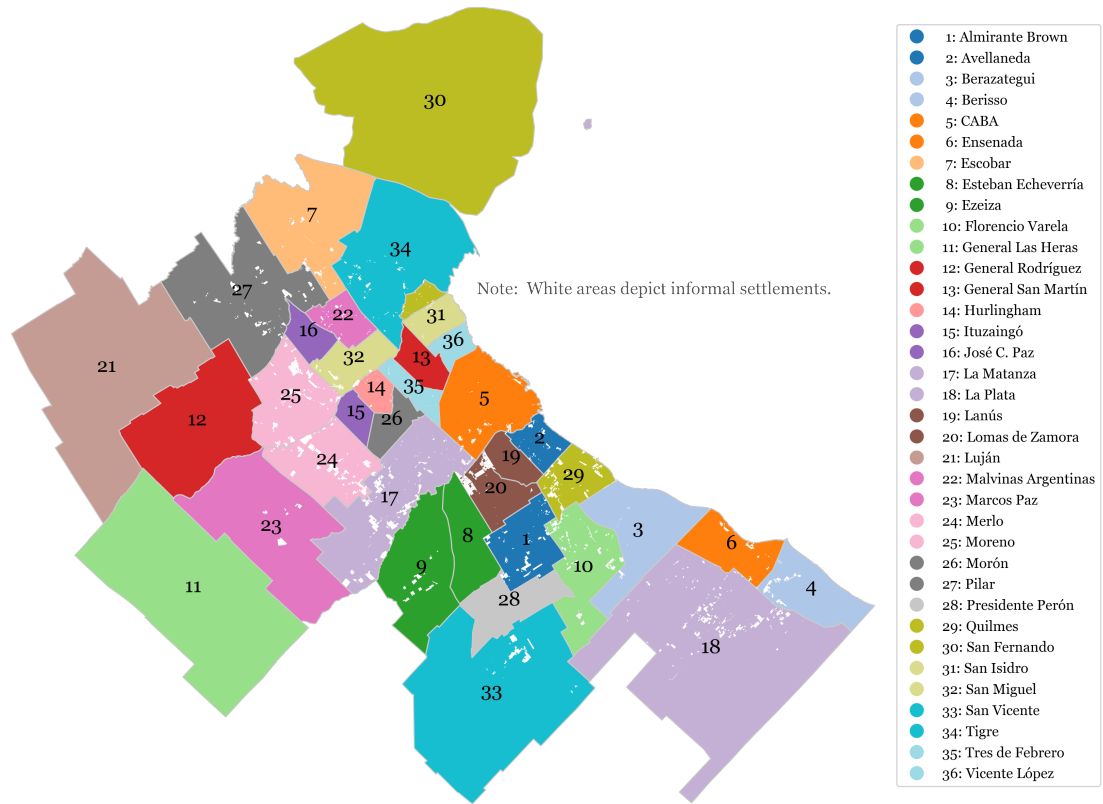 30
7
34
27
22
16
31
36
32
13
21
14
35
25
5
15
26
12
2
19
24
29
20
17
23
3
8
1
6
9
10
11
4
28
18
33
Note: White areas depict informal settlements.
1: Almirante Brown
2: Avellaneda
3: Berazategui
4: Berisso
5: CABA
6: Ensenada
7: Escobar
8: Esteban Echeverría
9: Ezeiza
10: Florencio Varela
11: General Las Heras
12: General Rodríguez
13: General San Martín
14: Hurlingham
15: Ituzaingó
16: José C. Paz
17: La Matanza
18: La Plata
19: Lanús
20: Lomas de Zamora
21: Luján
22: Malvinas Argentinas
23: Marcos Paz
24: Merlo
25: Moreno
26: Morón
27: Pilar
28: Presidente Perón
29: Quilmes
30: San Fernando
31: San Isidro
32: San Miguel
33: San Vicente
34: Tigre
35: Tres de Febrero
36: Vicente López